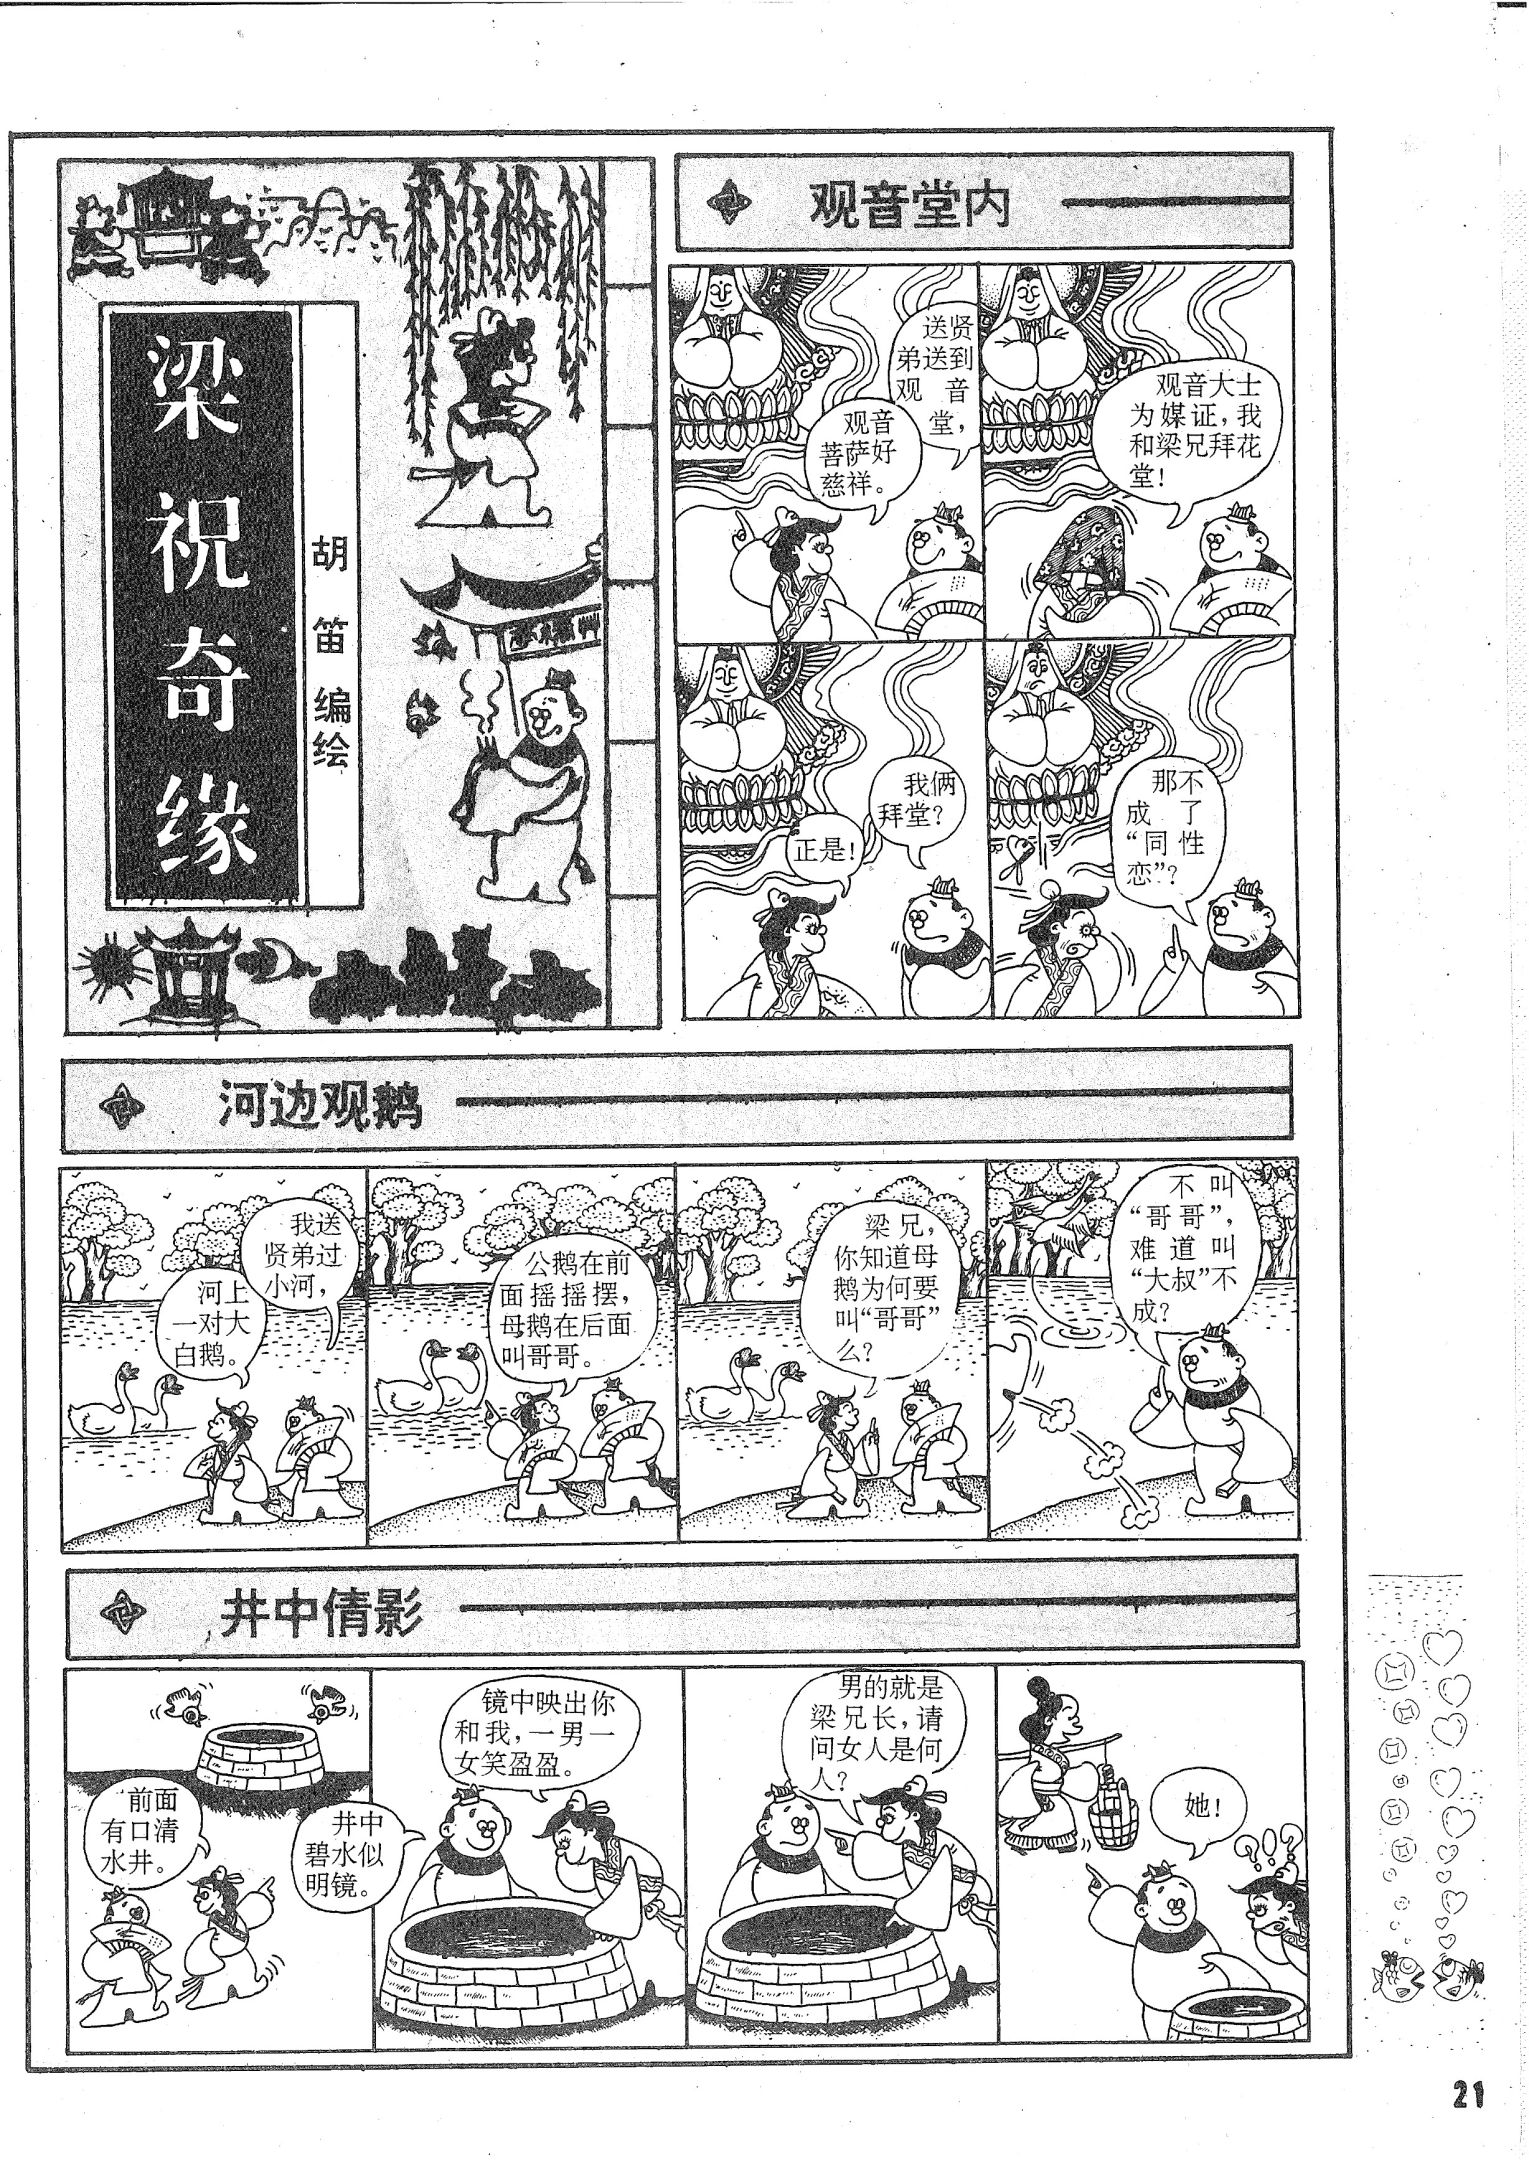 梁祝奇缘
胡笛编绘
观音堂内
送贤
弟送到
观音
堂，
观音
菩萨好
慈祥。
观音大士
为媒证，我
和梁兄拜花
堂！
我俩
拜堂？
正是！
那不
成了
“同性
恋”？
河边观鹅
我送
贤弟过
小河，
河上
一对大
白鹅。
公鹅在前
面摇摇摆，
母鹅在后面
叫哥哥。
梁兄，
你知道母
鹅为何要
叫“哥哥”
么？
不叫
“哥哥”，
难道叫
“大叔”不
成？
井中倩影
前面
有口清
水井。
井中
碧水似
明镜。
镜中映出你
和我，一男一
女笑盈盈。
男的就是
梁兄长，请
问女人是何
人？
她！
?!?
21